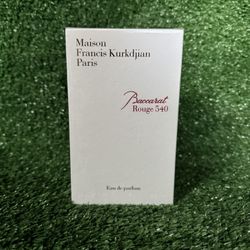 Maison
Francis Kurkdjian
Paris
Baccarat
Rouge 540
Eau de parfum